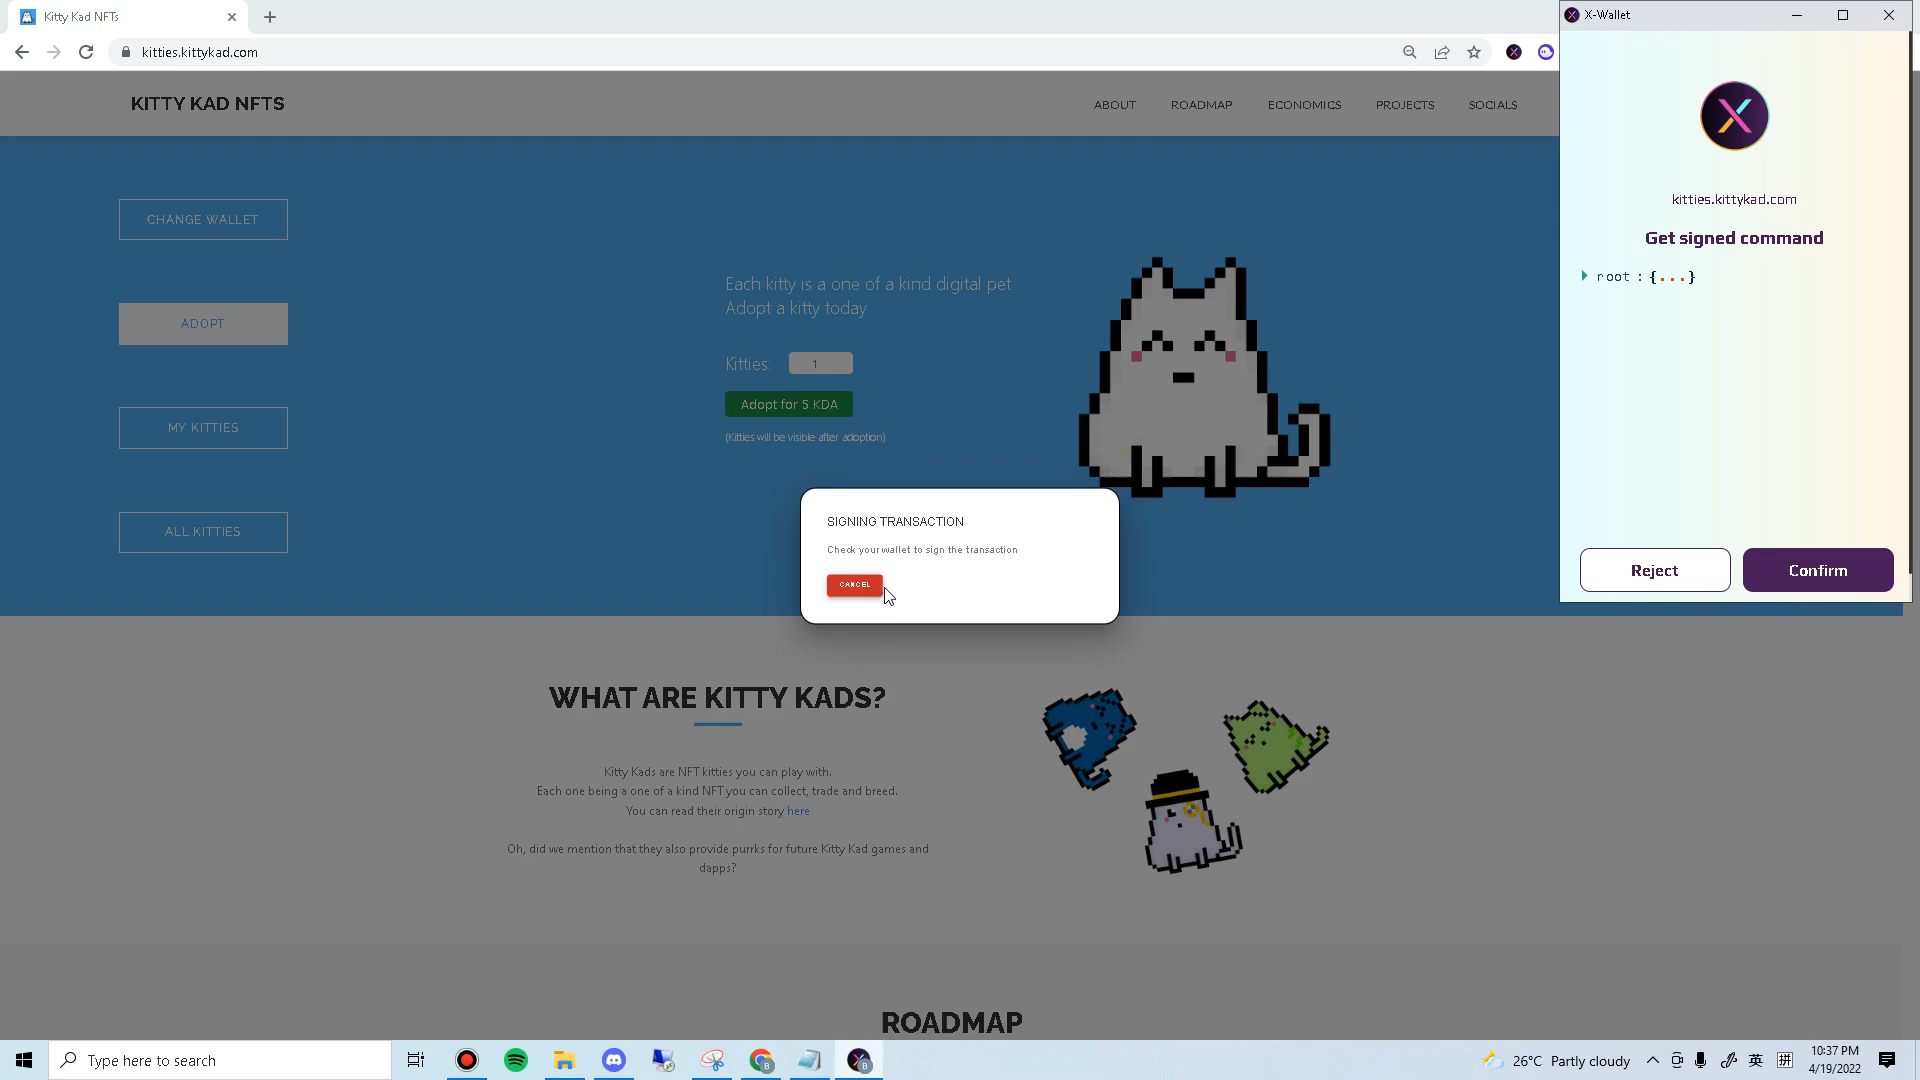 Kitty Kad NFTs
kitties.kittykad.com
KITTY KAD NFTS
ABOUT
ROADMAP
ECONOMICS
PROJECTS
SOCIALS
CHANGE WALLET
ADOPT
MY KITTIES
ALL KITTIES
Each kitty is a one of a kind digital pet
Adopt a kitty today
Kitties: 1
Adopt for 5 KDA
(Kitties will be visible after adoption)
SIGNING TRANSACTION
Check your wallet to sign the transaction
CANCEL
X-Wallet
kitties.kittykad.com
Get signed command
root : {...}
Reject
Confirm
WHAT ARE KITTY KADS?
Kitty Kads are NFT kitties you can play with.
Each one being a one of a kind NFT you can collect, trade and breed.
You can read their origin story here
Oh, did we mention that they also provide purrks for future Kitty Kad games and
dapps?
ROADMAP
Type here to search
26°C Partly cloudy
英
拼
10:37 PM
4/19/2022